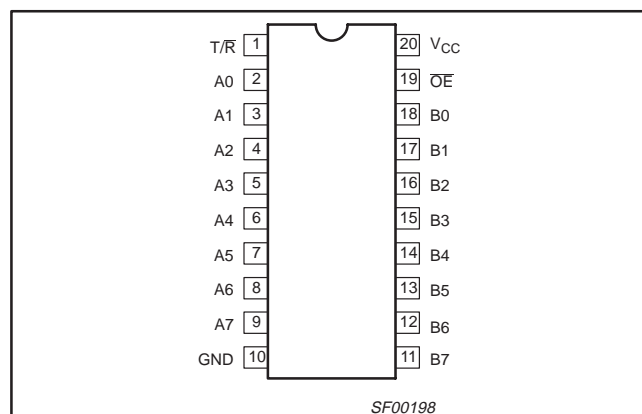 T/R̅ 1 20 VCC
A0 2 19 O̅E̅
A1 3 18 B0
A2 4 17 B1
A3 5 16 B2
A4 6 15 B3
A5 7 14 B4
A6 8 13 B5
A7 9 12 B6
GND 10 11 B7
SF00198